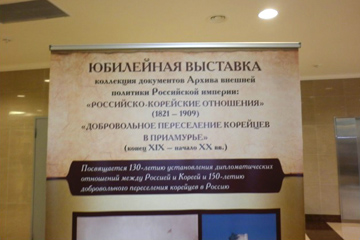 ЮБИЛЕЙНАЯ ВЫСТАВКА
коллекция документов Архива внешней
политики Российской империи:
«РОССИЙСКО-КОРЕЙСКИЕ ОТНОШЕНИЯ»
(1821 – 1909)
«ДОБРОВОЛЬНОЕ ПЕРЕСЕЛЕНИЕ КОРЕЙЦЕВ
В ПРИАМУРЬЕ»
(конец XIX – начало XX вв.)
Посвящается 130-летию установления дипломатических
отношений между Россией и Кореей и 150-летию
добровольного переселения корейцев в Россию